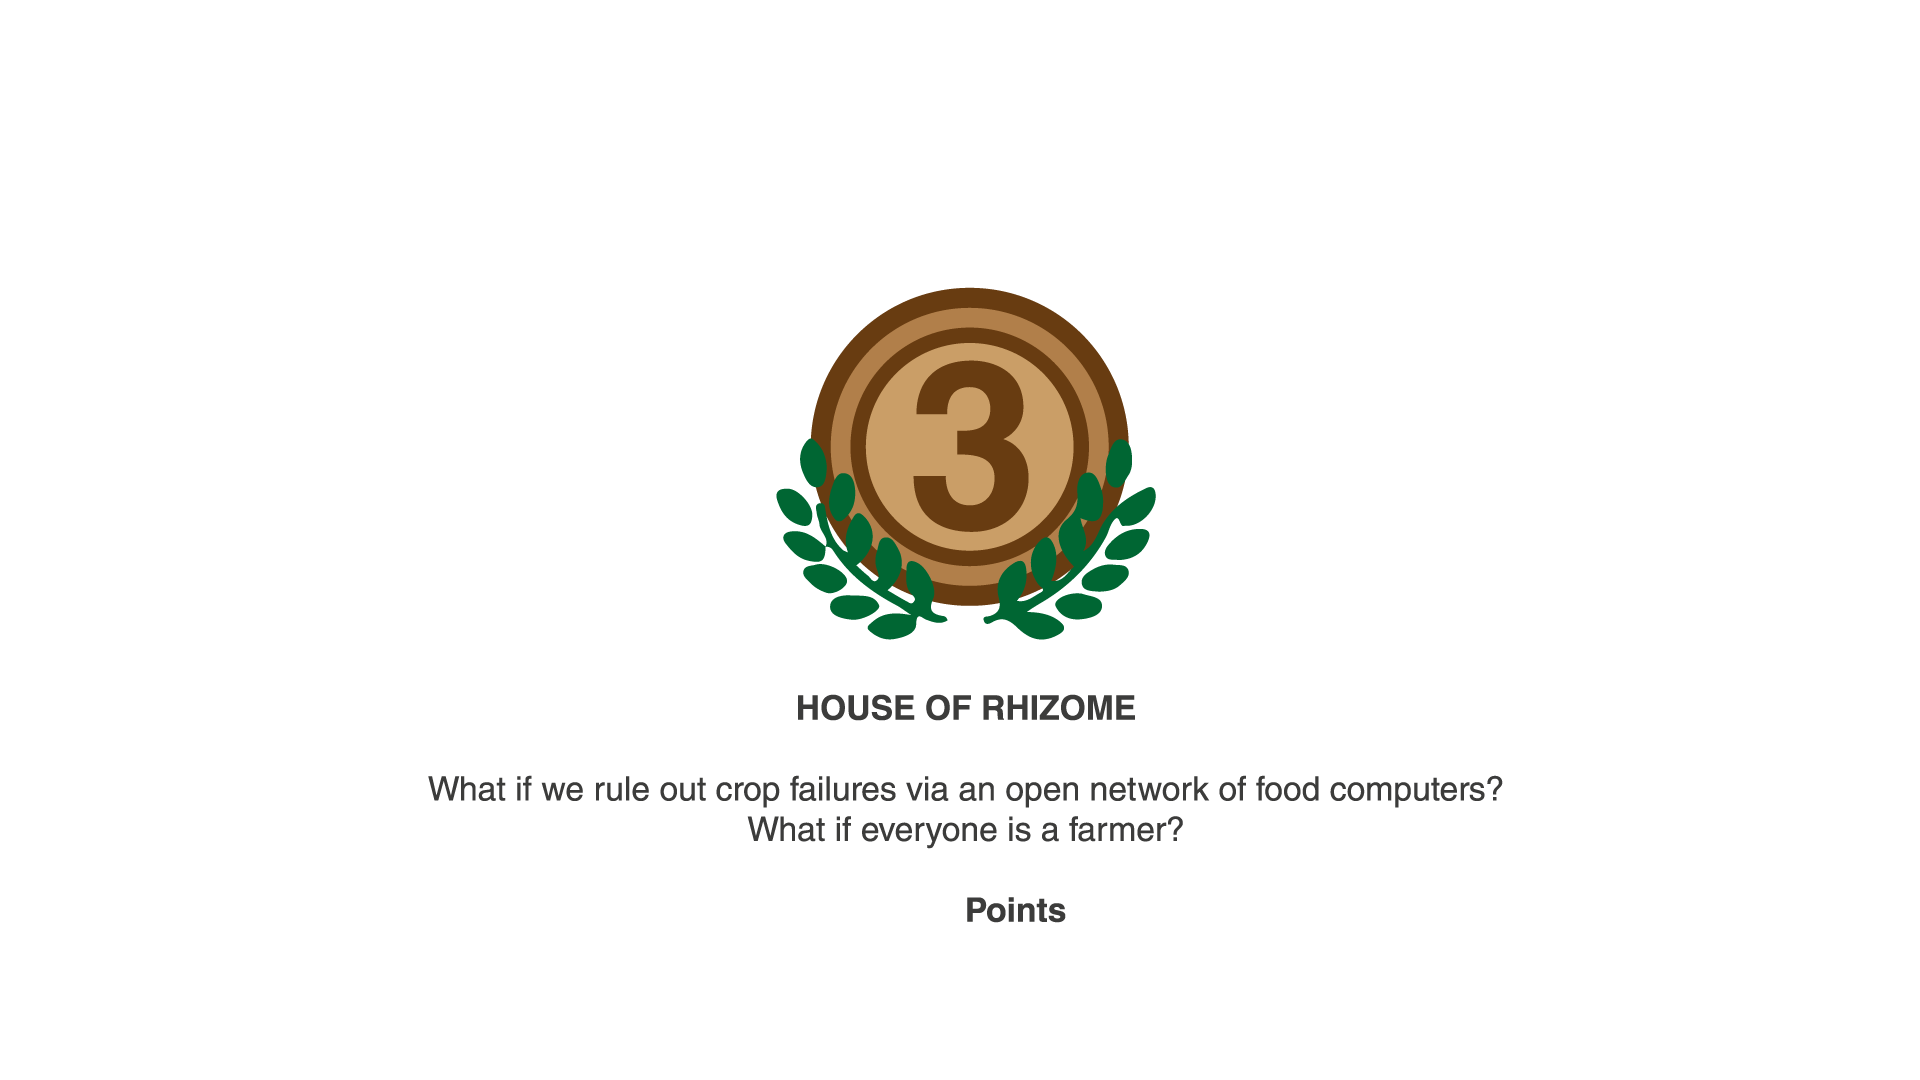 3
HOUSE OF RHIZOME
What if we rule out crop failures via an open network of food computers?
What if everyone is a farmer?
Points